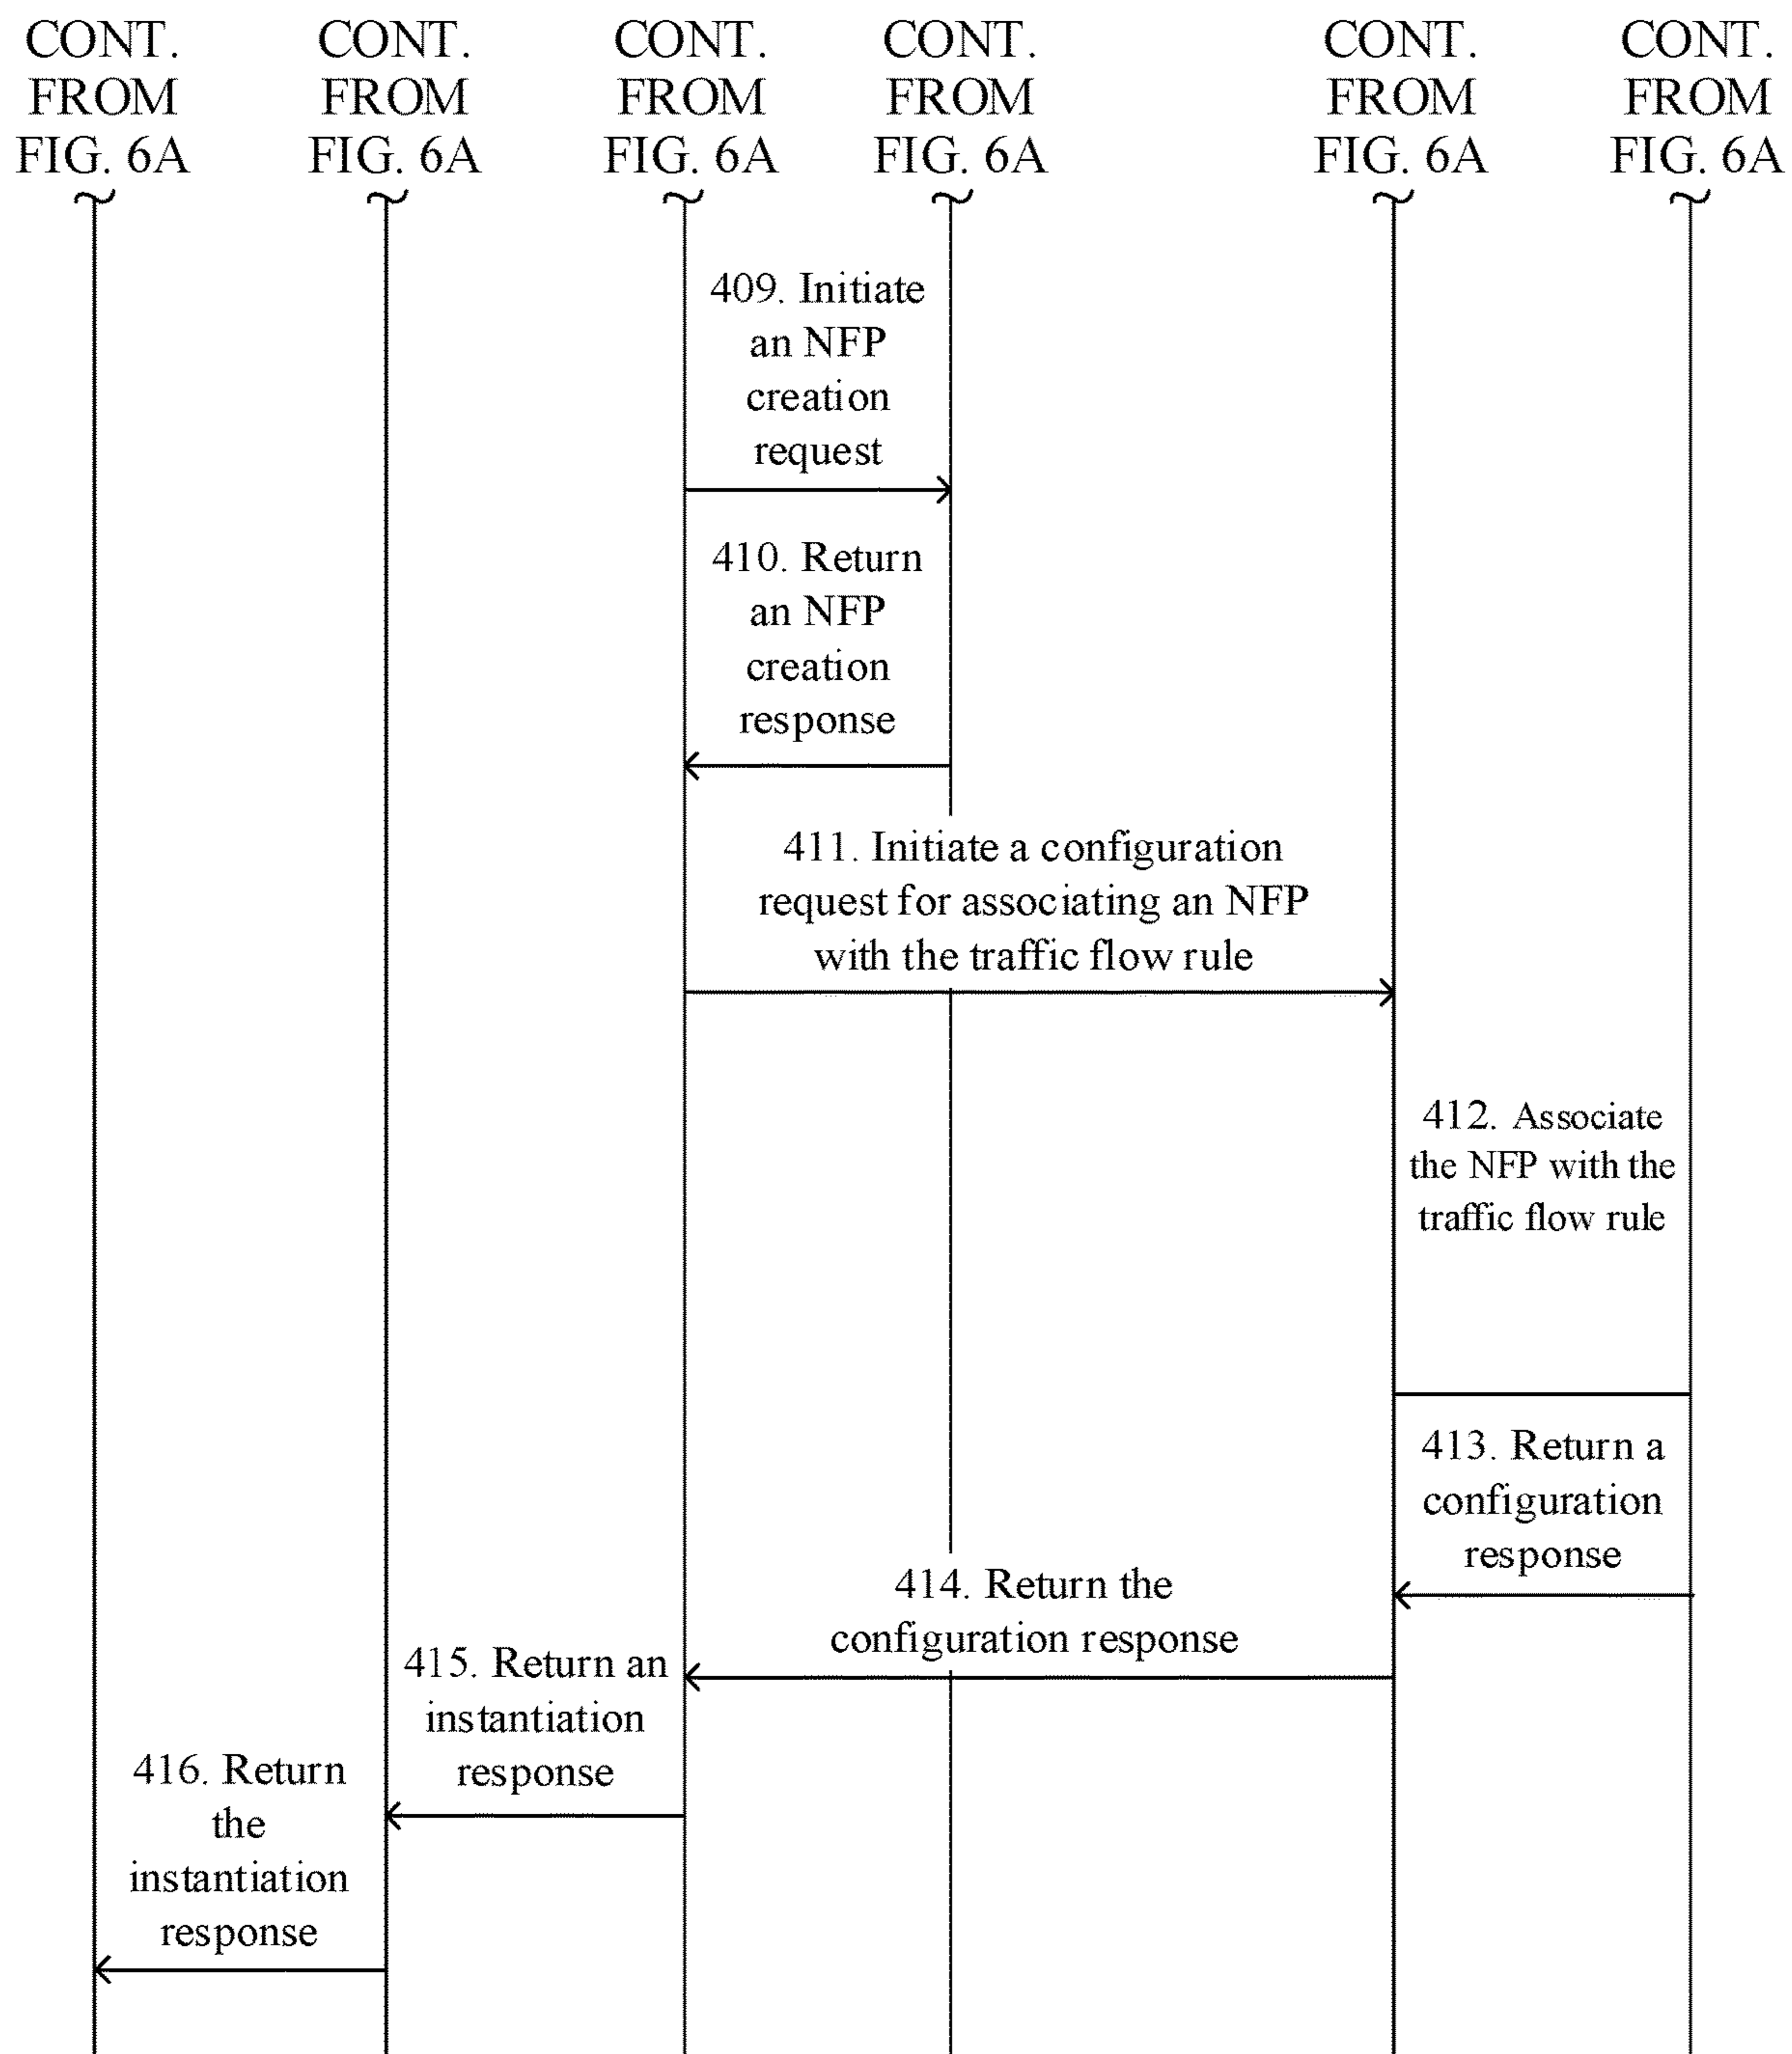 CONT.
FROM
FIG. 6A
CONT.
FROM
FIG. 6A
CONT.
FROM
FIG. 6A
CONT.
FROM
FIG. 6A
CONT.
FROM
FIG. 6A
CONT.
FROM
FIG. 6A
409. Initiate
an NFP
creation
request
410. Return
an NFP
creation
response
411. Initiate a configuration
request for associating an NFP
with the traffic flow rule
412. Associate
the NFP with the
traffic flow rule
413. Return a
configuration
response
414. Return the
configuration response
415. Return an
instantiation
response
416. Return
the
instantiation
response